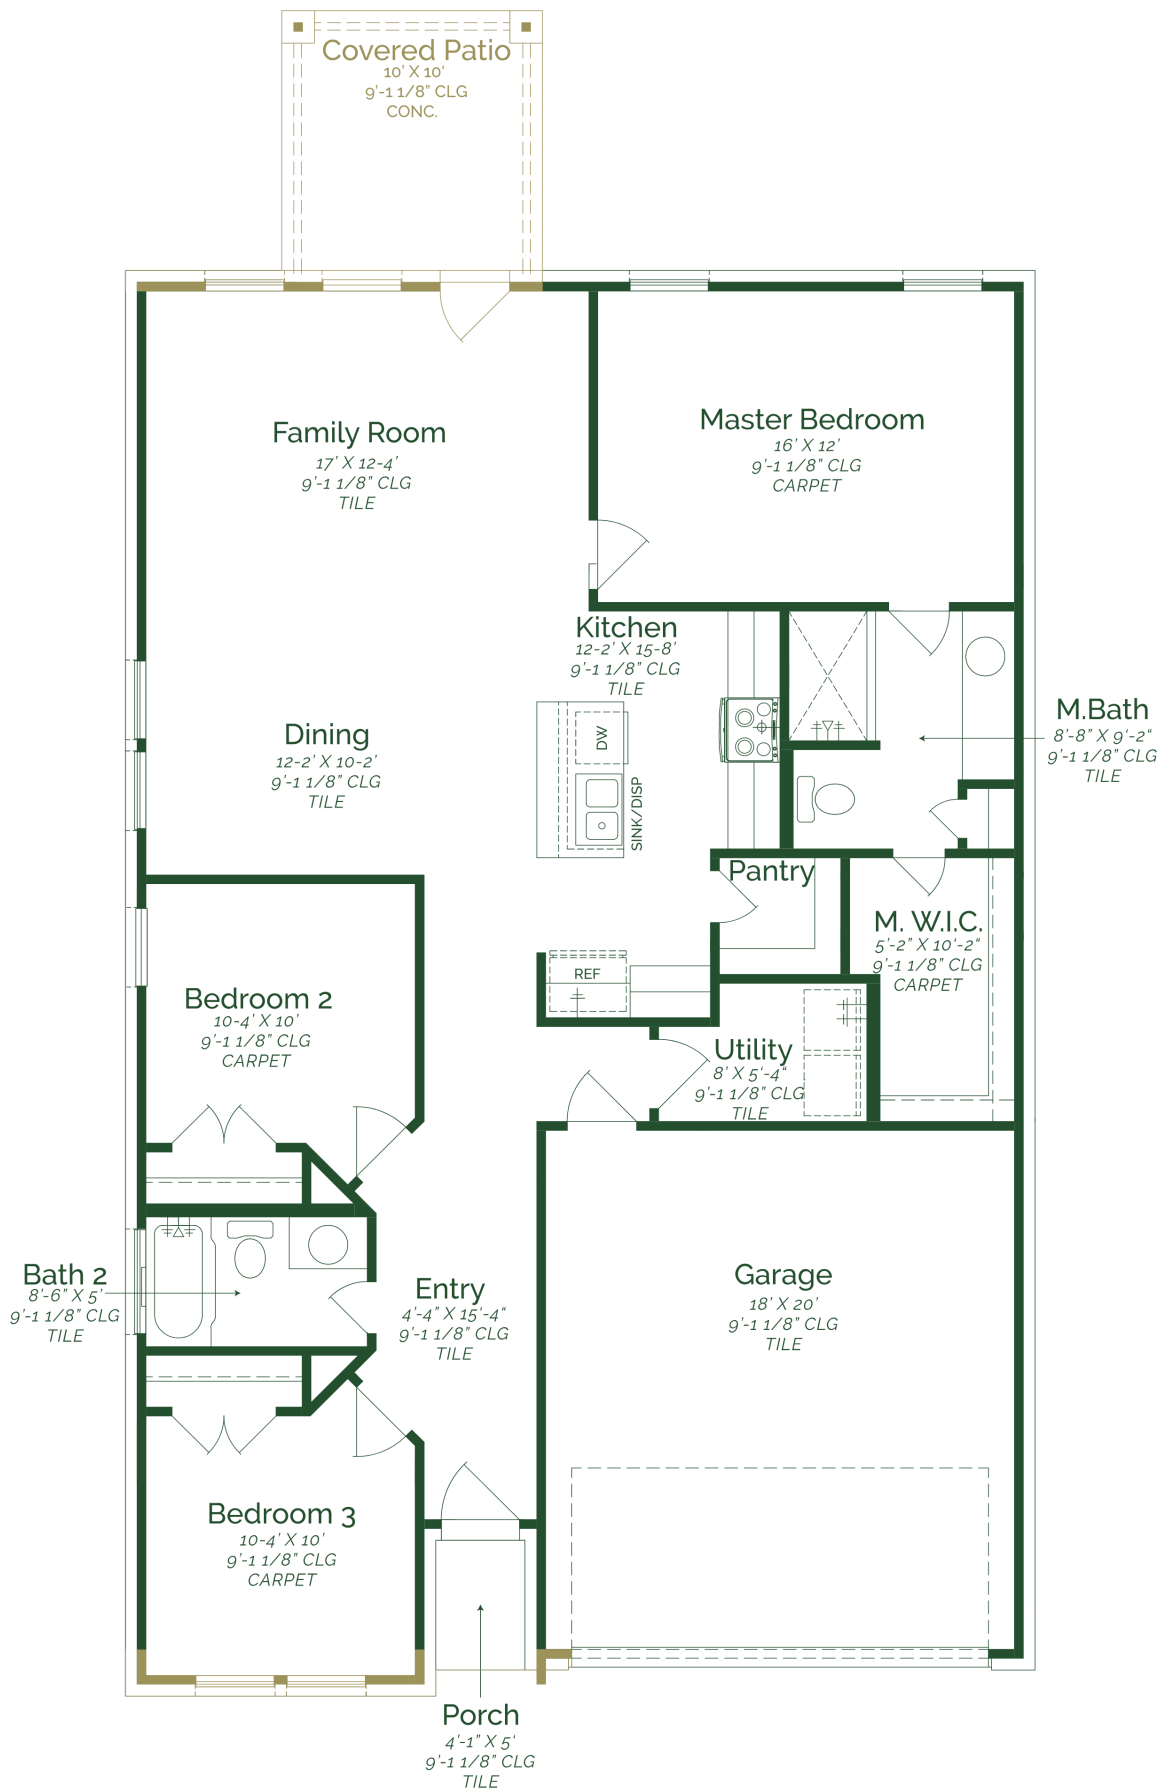 Covered Patio
10' X 10'
9'-1 1/8" CLG
CONC.
Family Room
17' X 12-4'
9'-1 1/8" CLG
TILE
Master Bedroom
16' X 12'
9'-1 1/8" CLG
CARPET
Kitchen
12-2' X 15-8'
9'-1 1/8" CLG
TILE
Dining
12-2' X 10-2'
9'-1 1/8" CLG
TILE
DW
SINK/DISP
M.Bath
8'-8" X 9'-2"
9'-1 1/8" CLG
TILE
Pantry
M. W.I.C.
5'-2" X 10'-2"
9'-1 1/8" CLG
CARPET
REF
Bedroom 2
10-4' X 10'
9'-1 1/8" CLG
CARPET
Utility
8' X 5'-4"
9'-1 1/8" CLG
TILE
Bath 2
8'-6" X 5'
9'-1 1/8" CLG
TILE
Entry
4'-4" X 15'-4"
9'-1 1/8" CLG
TILE
Garage
18' X 20'
9'-1 1/8" CLG
TILE
Bedroom 3
10-4' X 10'
9'-1 1/8" CLG
CARPET
Porch
4'-1" X 5'
9'-1 1/8" CLG
TILE